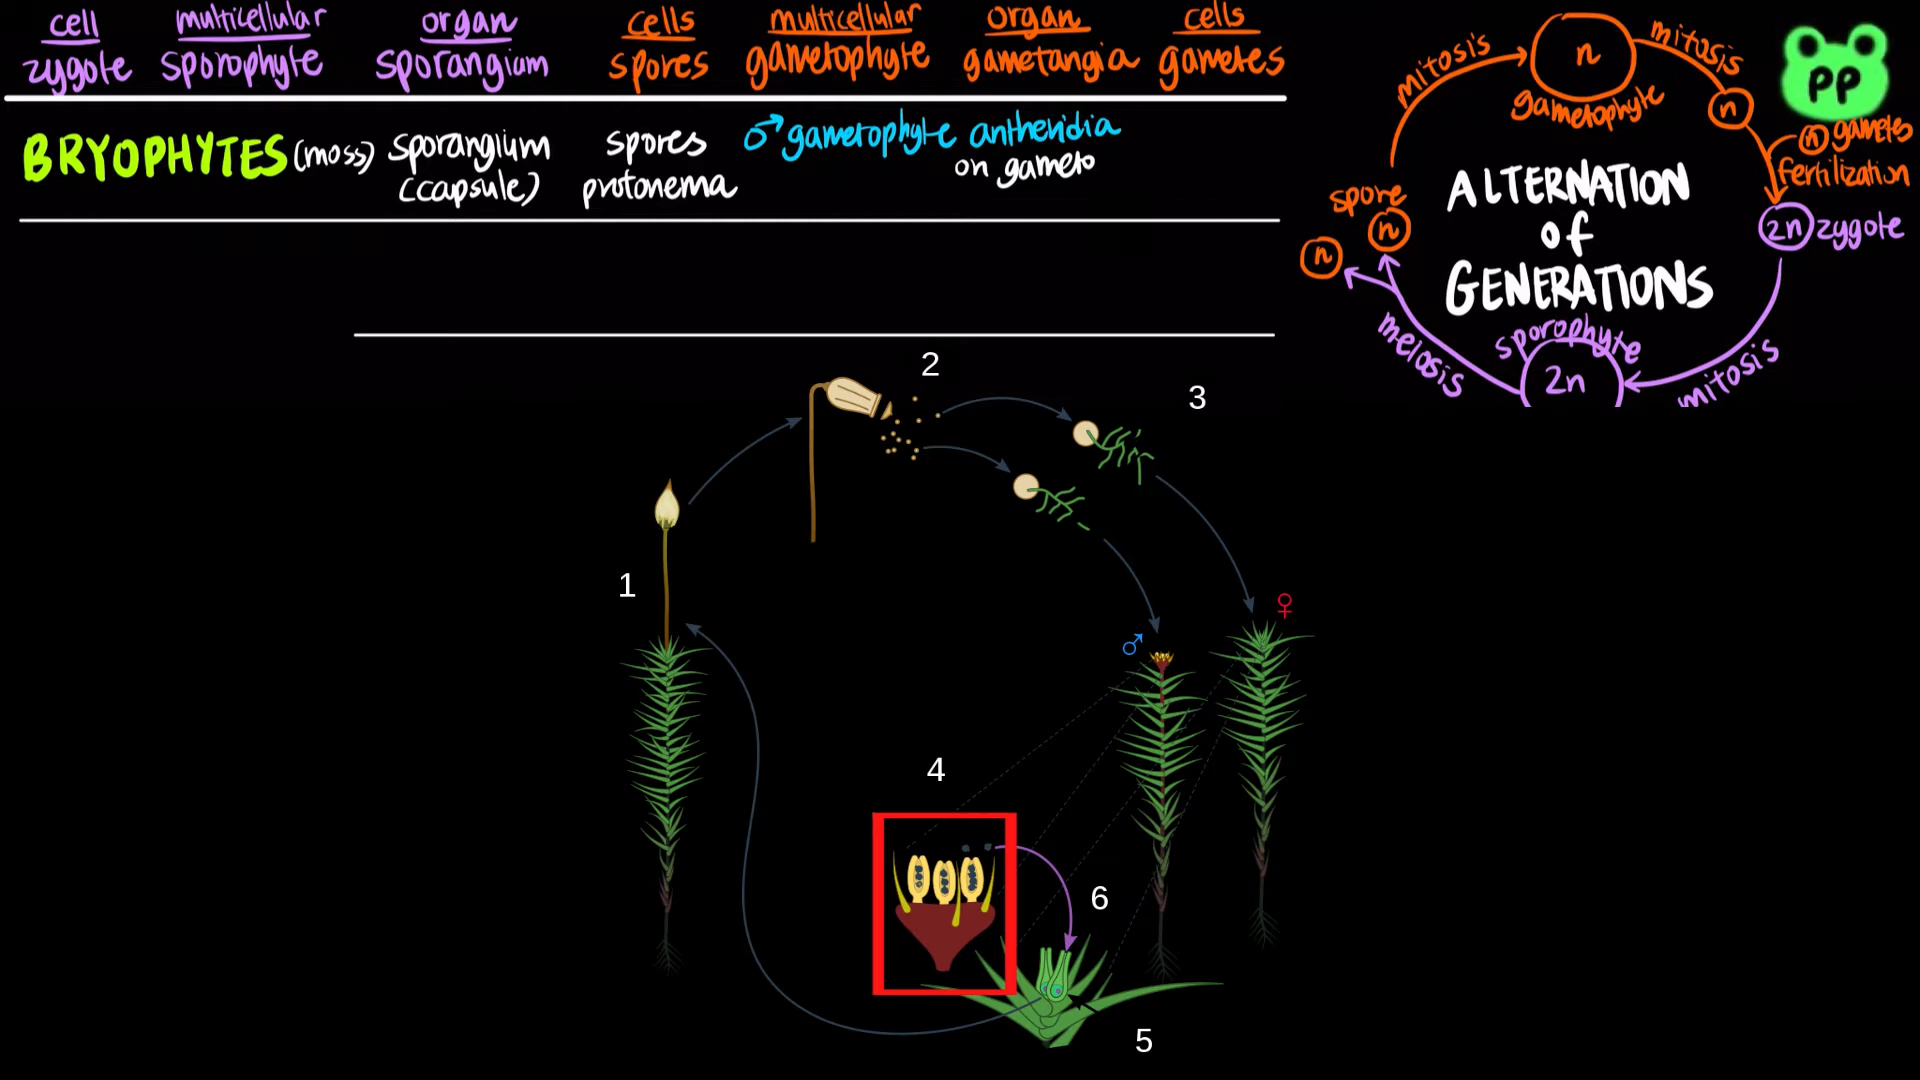 cell multicellular organ cells multicellular organ cells
zygote sporophyte sporangium spores gametophyte gametangia gametes
BRYOPHYTES (moss) sporangium (capsule) spores protonema ♂ gametophyte antheridia on gameto
mitosis
n
gametophyte
mitosis
n
n gametes
fertilization
2n zygote
mitosis
sporophyte
2n
meiosis
spore
n
n
ALTERNATION
of
GENERATIONS
PP
1
2
3
♂
♀
4
5
6